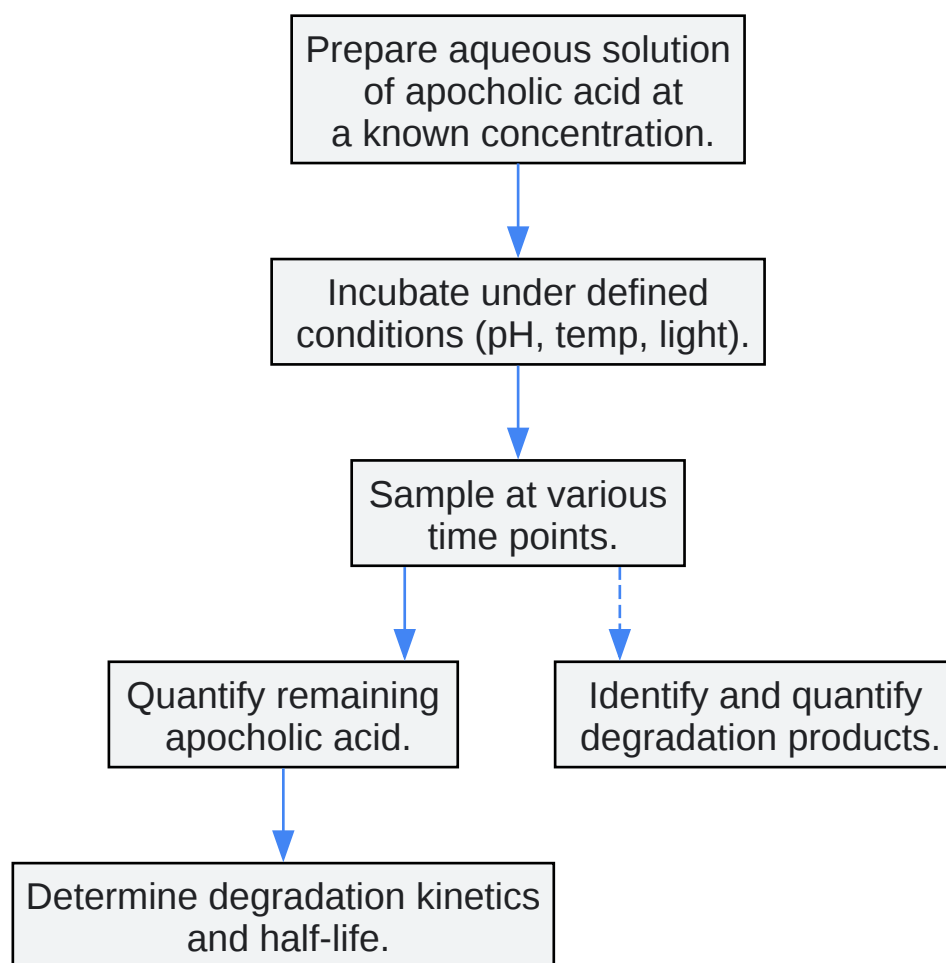 Prepare aqueous solution
of apocholic acid at
a known concentration.
Incubate under defined
conditions (pH, temp, light).
Sample at various
time points.
Quantify remaining
apocholic acid.
Identify and quantify
degradation products.
Determine degradation kinetics
and half-life.